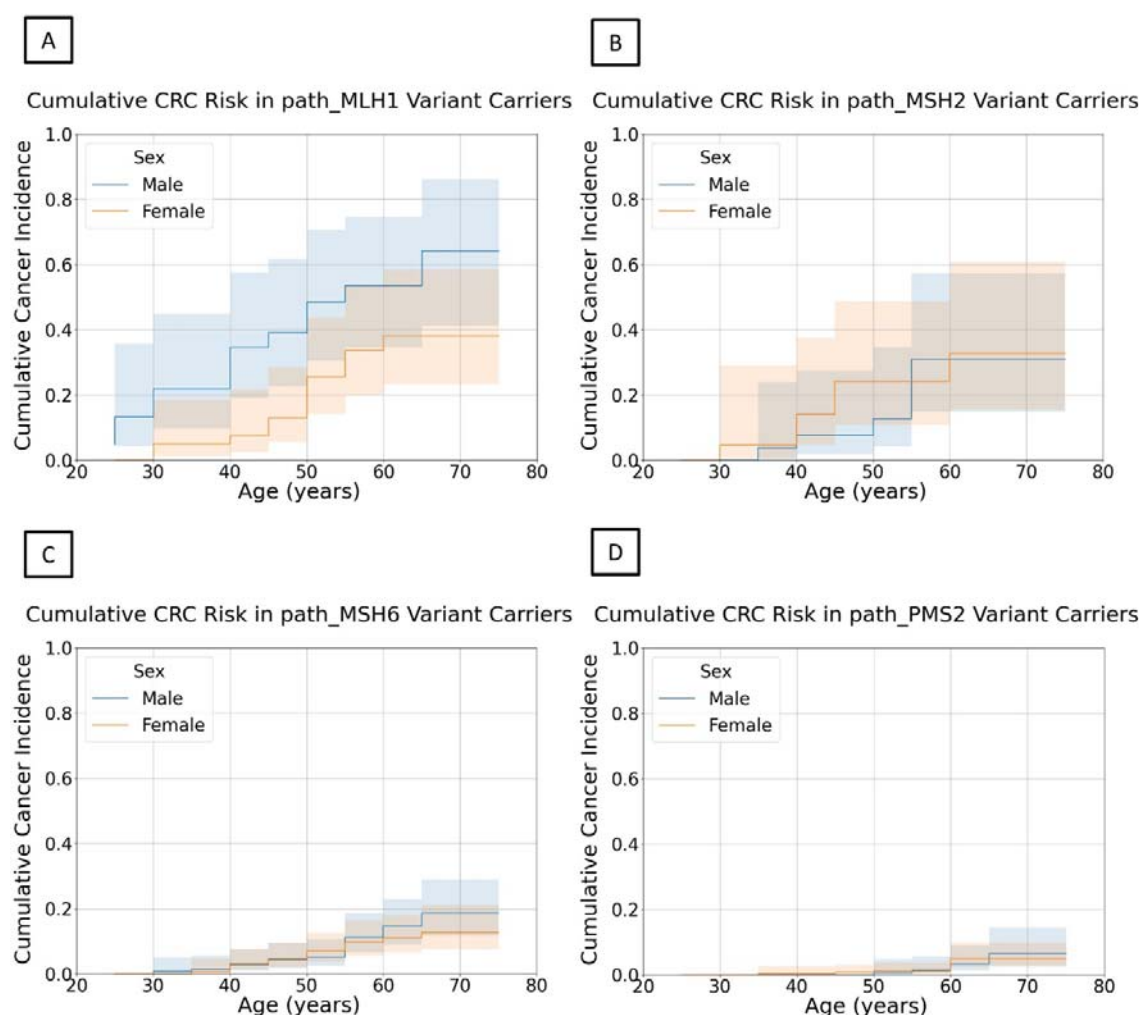 A
Cumulative CRC Risk in path_MLH1 Variant Carriers
Cumulative Cancer Incidence
1.0
0.8
0.6
0.4
0.2
0.0
Sex
Male
Female
20 30 40 50 60 70 80
Age (years)
B
Cumulative CRC Risk in path_MSH2 Variant Carriers
Cumulative Cancer Incidence
1.0
0.8
0.6
0.4
0.2
0.0
Sex
Male
Female
20 30 40 50 60 70 80
Age (years)
C
Cumulative CRC Risk in path_MSH6 Variant Carriers
Cumulative Cancer Incidence
1.0
0.8
0.6
0.4
0.2
0.0
Sex
Male
Female
20 30 40 50 60 70 80
Age (years)
D
Cumulative CRC Risk in path_PMS2 Variant Carriers
Cumulative Cancer Incidence
1.0
0.8
0.6
0.4
0.2
0.0
Sex
Male
Female
20 30 40 50 60 70 80
Age (years)